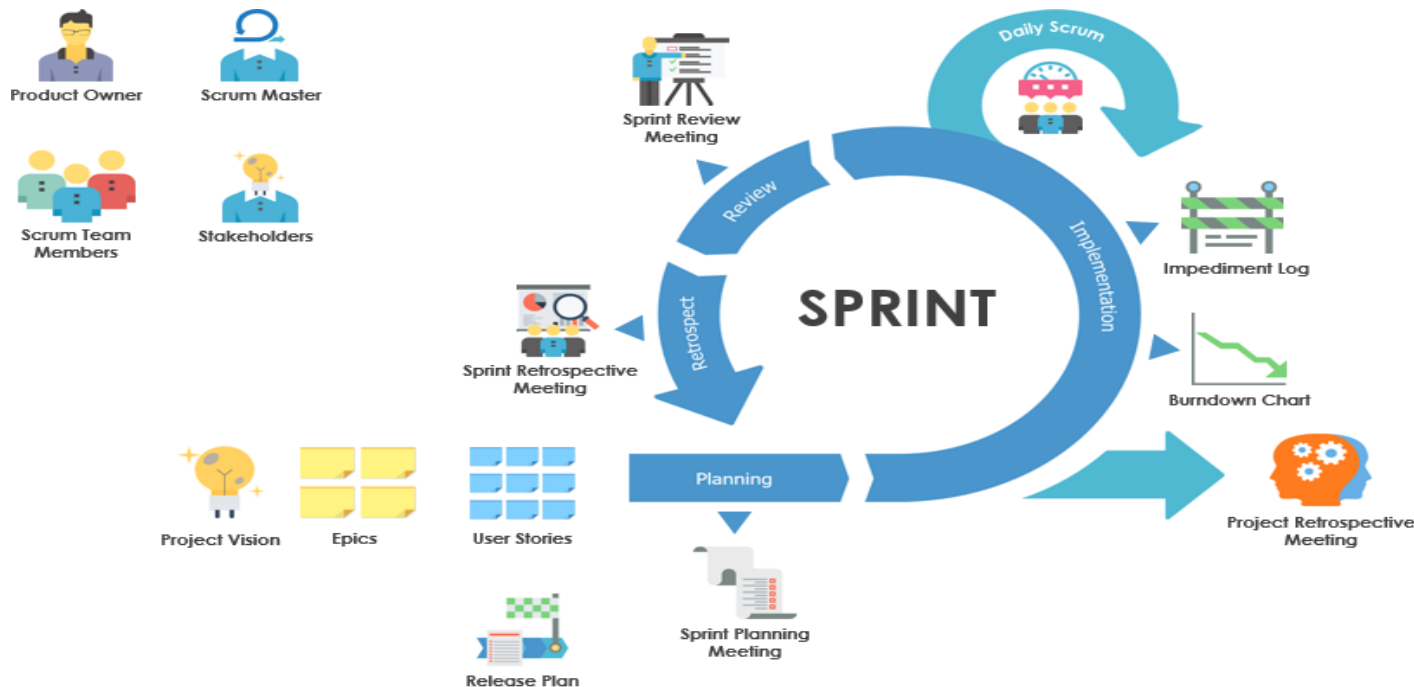 Product Owner
Scrum Master
Scrum Team
Members
Stakeholders
Sprint Review
Meeting
Daily Scrum
Review
Implementation
Impediment Log
SPRINT
Retrospect
Sprint Retrospective
Meeting
Burndown Chart
Project Vision
Epics
User Stories
Planning
Project Retrospective
Meeting
Sprint Planning
Meeting
Release Plan